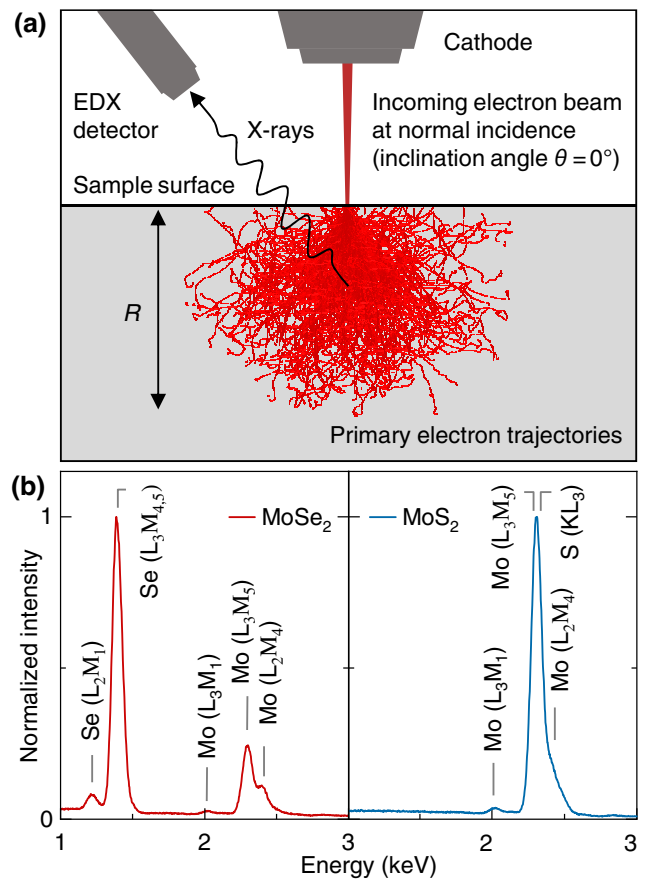 (a)
Cathode
EDX
detector
X-rays
Incoming electron beam
at normal incidence
(inclination angle θ = 0°)
Sample surface
R
Primary electron trajectories
(b)
Normalized intensity
1
0
Se (L₂M₁)
Se (L₃M₄,₅)
MoSe₂
Mo (L₃M₁)
Mo (L₃M₅)
Mo (L₂M₄)
MoS₂
Mo (L₃M₁)
Mo (L₃M₅)
S (KL₃)
Mo (L₂M₄)
1 2 3 2 3
Energy (keV)